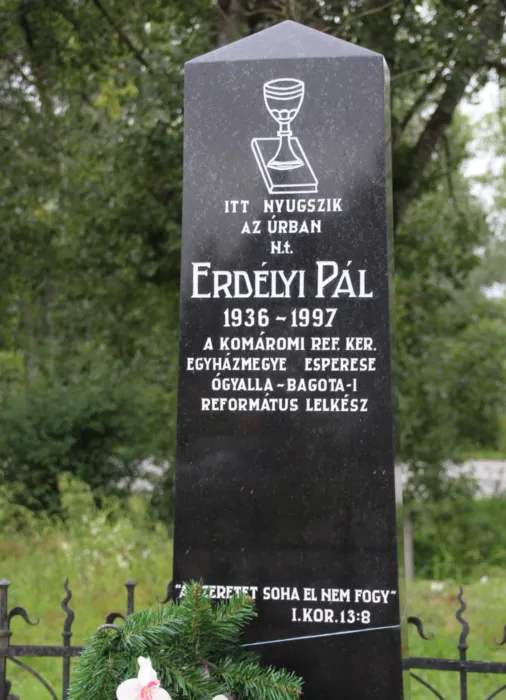 ITT NYUGSZIK
AZ ÚRBAN
N.t.
ERDÉLYI PÁL
1936 - 1997
A KOMÁROMI REF. KER.
EGYHÁZMEGYE ESPERESE
ÓGYALLA - BAGOTA - I
REFORMÁTUS LELKÉSZ
"A SZERETET SOHA EL NEM FOGY"
I.KOR.13:8